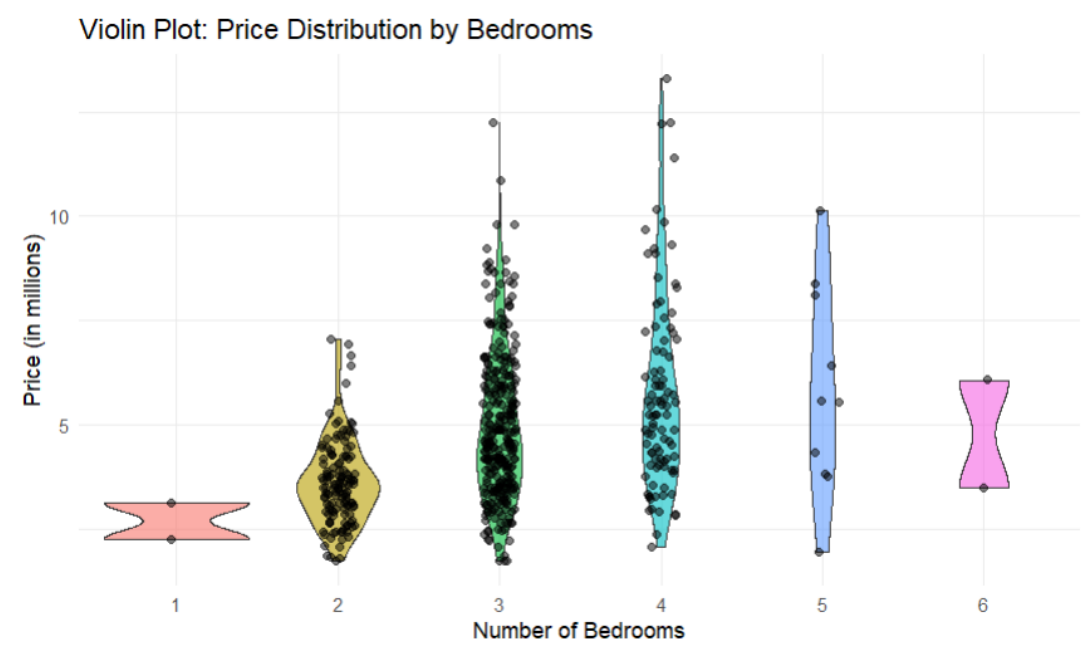 Violin Plot: Price Distribution by Bedrooms
Price (in millions)
10
5
1 2 3 4 5 6
Number of Bedrooms